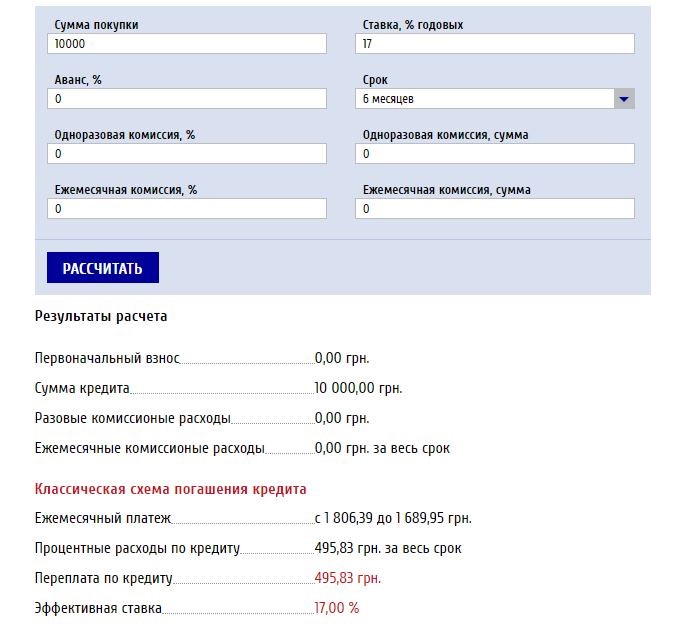 Сумма покупки
Ставка, % годовых
10000
17
Аванс, %
Срок
0
6 месяцев
Одноразовая комиссия, %
Одноразовая комиссия, сумма
0
0
Ежемесячная комиссия, %
Ежемесячная комиссия, сумма
0
0
РАССЧИТАТЬ
Результаты расчета
Первоначальный взнос 0,00 грн.
Сумма кредита 10 000,00 грн.
Разовые комиссионые расходы 0,00 грн.
Ежемесячные комиссионые расходы 0,00 грн. за весь срок
Классическая схема погашения кредита
Ежемесячный платеж с 1 806,39 до 1 689,95 грн.
Процентные расходы по кредиту 495,83 грн. за весь срок
Переплата по кредиту 495,83 грн.
Эффективная ставка 17,00 %